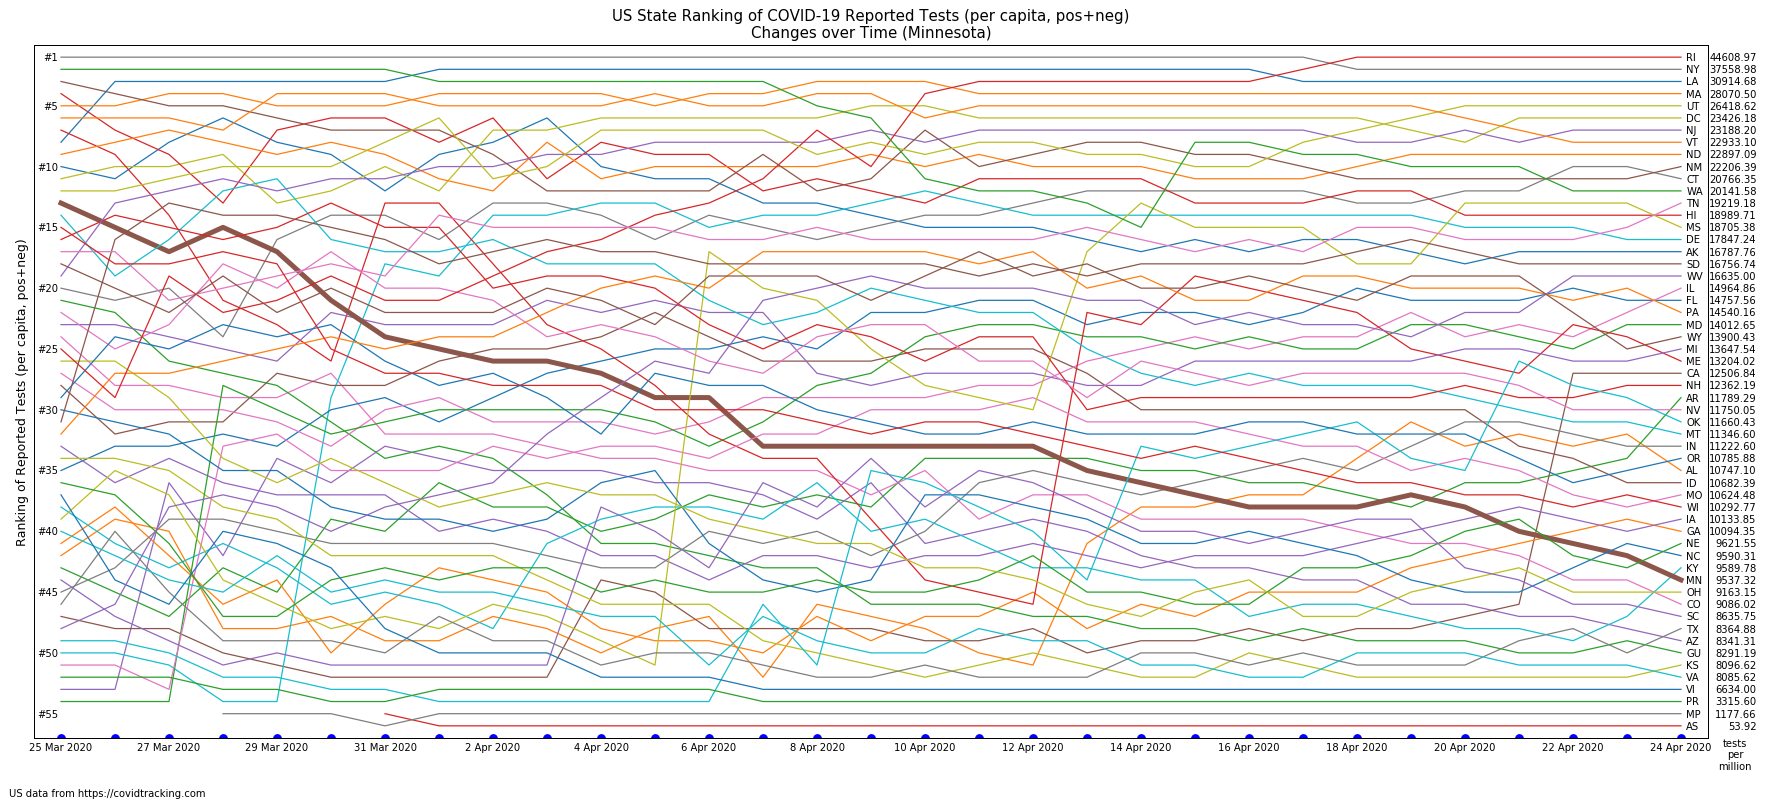 US State Ranking of COVID-19 Reported Tests (per capita, pos+neg)
Changes over Time (Minnesota)
Ranking of Reported Tests (per capita, pos+neg)
#1
#5
#10
#15
#20
#25
#30
#35
#40
#45
#50
#55
RI 44608.97
NY 37558.98
LA 30914.68
MA 28070.50
UT 26418.62
DC 23426.18
NJ 23188.20
VT 22933.10
ND 22897.09
NM 22206.39
CT 20766.35
WA 20141.58
TN 19219.18
HI 18989.71
MS 18705.38
DE 17847.24
AK 16787.76
SD 16756.74
WV 16635.00
IL 14964.86
FL 14757.56
PA 14540.16
MD 14012.65
WY 13900.43
MI 13647.54
ME 13204.02
CA 12506.84
NH 12362.19
AR 11789.29
NV 11750.05
OK 11660.43
MT 11346.60
IN 11222.60
OR 10785.88
AL 10747.10
ID 10682.39
MO 10624.48
WI 10292.77
IA 10133.85
GA 10094.35
NE 9621.55
NC 9590.31
KY 9589.78
MN 9537.32
OH 9163.15
CO 9086.02
SC 8635.75
TX 8364.88
AZ 8341.31
GU 8291.19
KS 8096.62
VA 8085.62
VI 6634.00
PR 3315.60
MP 1177.66
AS 53.92
25 Mar 2020 27 Mar 2020 29 Mar 2020 31 Mar 2020 2 Apr 2020 4 Apr 2020 6 Apr 2020 8 Apr 2020 10 Apr 2020 12 Apr 2020 14 Apr 2020 16 Apr 2020 18 Apr 2020 20 Apr 2020 22 Apr 2020 24 Apr 2020
tests
per
million
US data from https://covidtracking.com